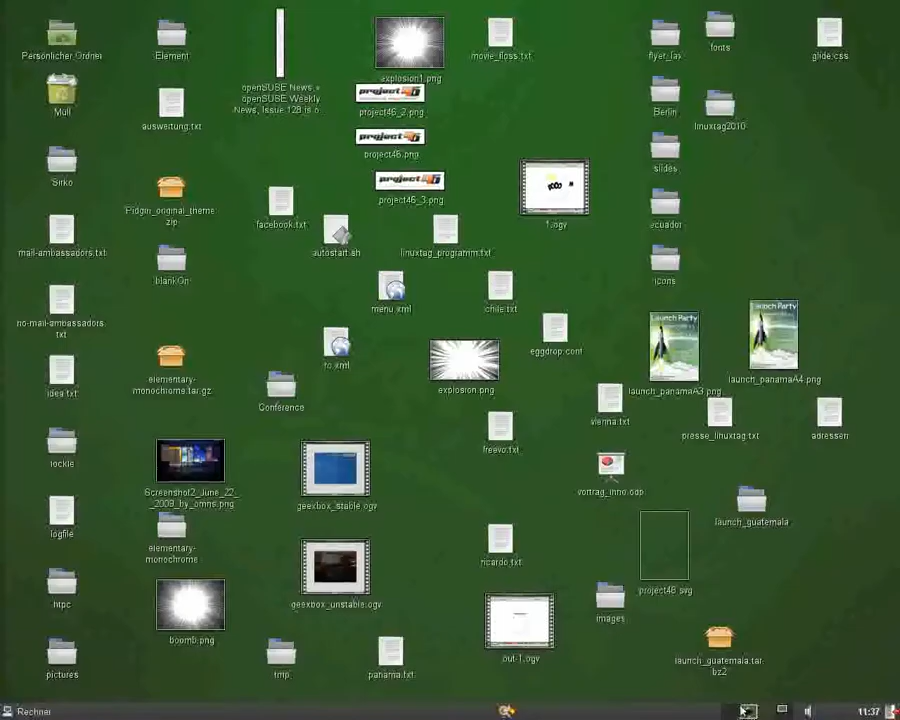 Persönlicher Ordner
Element
explosion1.png
movie_floss.txt
fonts
glide.css
Müll
auswertung.txt
openSUSE News »
openSUSE Weekly
News, Issue 128 is o
project46_2.png
project46.png
project46_3.png
Berlin
linuxtag2010
slides
Sirko
Pidgin_original_theme
zip
facebook.txt
autostart.sh
linuxtag_programm.txt
1.ogv
ecuador
mail-ambassadors.txt
blankOn
menu.xml
chile.txt
icons
no-mail-ambassadors.
txt
to.xml
eggdrop.conf
Launch Party
Launch Party
elementary-
monochrome.tar.gz
explosion.png
launch_panamaA3.png
launch_panamaA4.png
idea.txt
Conference
vienna.txt
presse_linuxtag.txt
adressen
freevo.txt
Screenshot2_June_22_
_2009_by_omns.png
geexbox_stable.ogv
vortrag_inno.odp
launch_guatemala
logfile
elementary-
monochrome
ricardo.txt
project46.svg
htpc
geexbox_unstable.ogv
images
boomb.png
out-1.ogv
pictures
tmp
panama.txt
launch_guatemala.tar.
bz2
Rechner
11:37